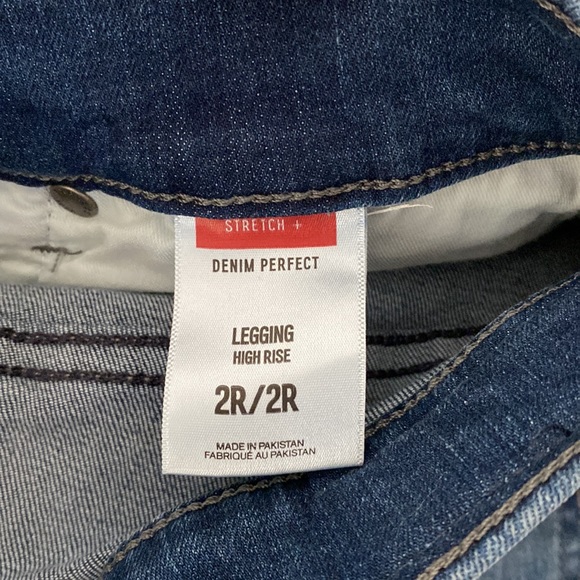 STRETCH +
DENIM PERFECT
LEGGING
HIGH RISE
2R/2R
MADE IN PAKISTAN
FABRIQUÉ AU PAKISTAN